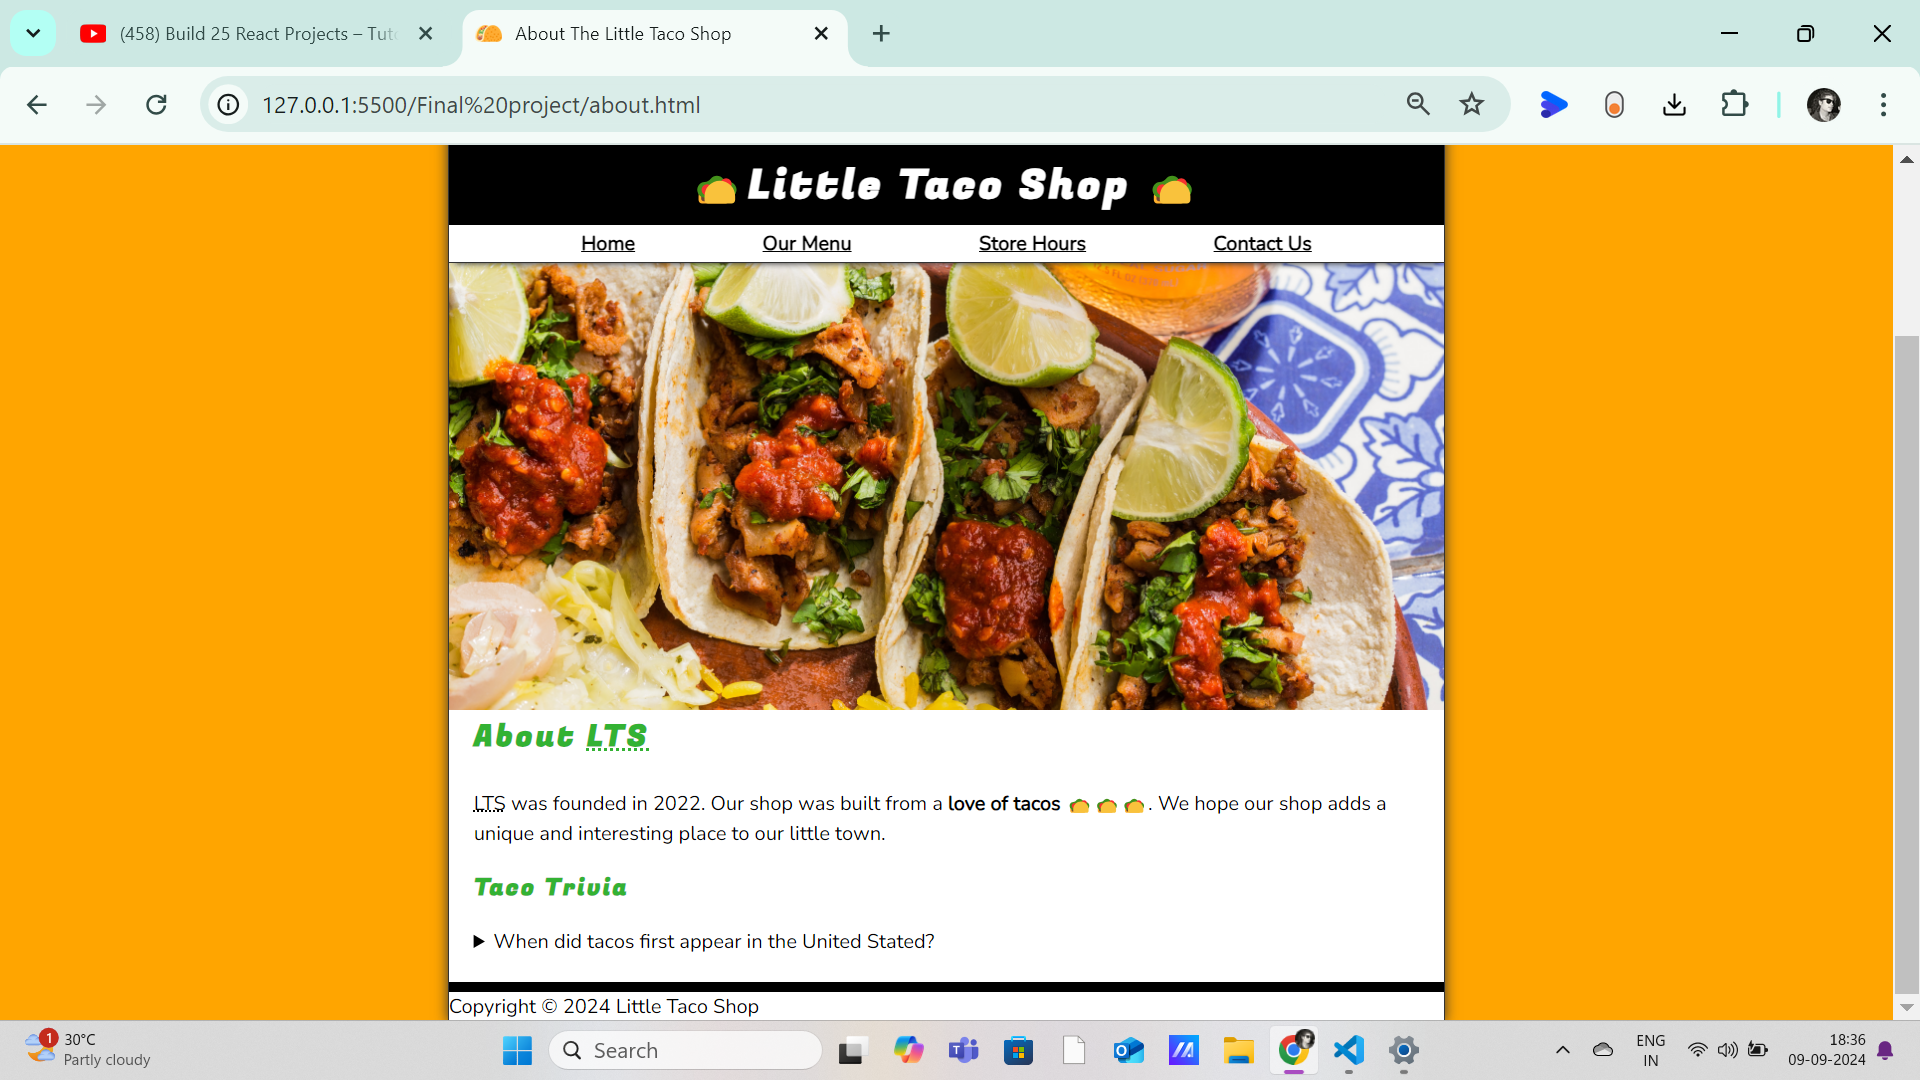 (458) Build 25 React Projects – Tuto
About The Little Taco Shop
127.0.0.1:5500/Final%20project/about.html
Little Taco Shop
Home
Our Menu
Store Hours
Contact Us
About LTS
LTS was founded in 2022. Our shop was built from a love of tacos 🌮 🌮 🌮. We hope our shop adds a
unique and interesting place to our little town.
Taco Trivia
When did tacos first appear in the United Stated?
Copyright © 2024 Little Taco Shop
1
30°C
Partly cloudy
Search
ENG
IN
18:36
09-09-2024